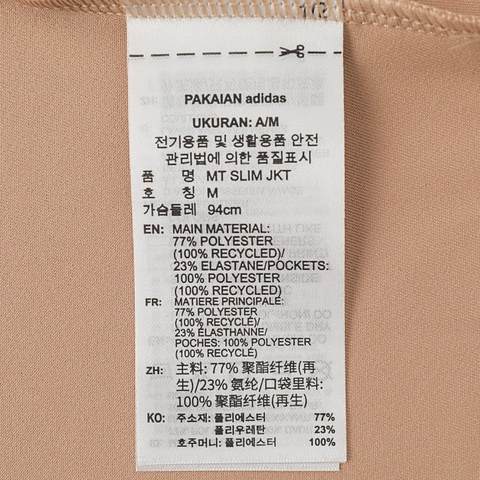 PAKAIAN adidas
UKURAN: A/M
전기용품 및 생활용품 안전
관리법에 의한 품질표시
품 명 MT SLIM JKT
호 칭 M
가슴둘레 94cm
EN: MAIN MATERIAL:
77% POLYESTER
(100% RECYCLED)/
23% ELASTANE/POCKETS:
100% POLYESTER
(100% RECYCLED)
FR: MATIERE PRINCIPALE:
77% POLYESTER
(100% RECYCLÉ)/
23% ÉLASTHANNE/
POCHES: 100% POLYESTER
(100% RECYCLÉ)
ZH: 主料: 77% 聚酯纤维(再
生)/23% 氨纶/口袋里料:
100% 聚酯纤维(再生)
KO: 주소재: 폴리에스터 77%
폴리우레탄 23%
호주머니: 폴리에스터 100%